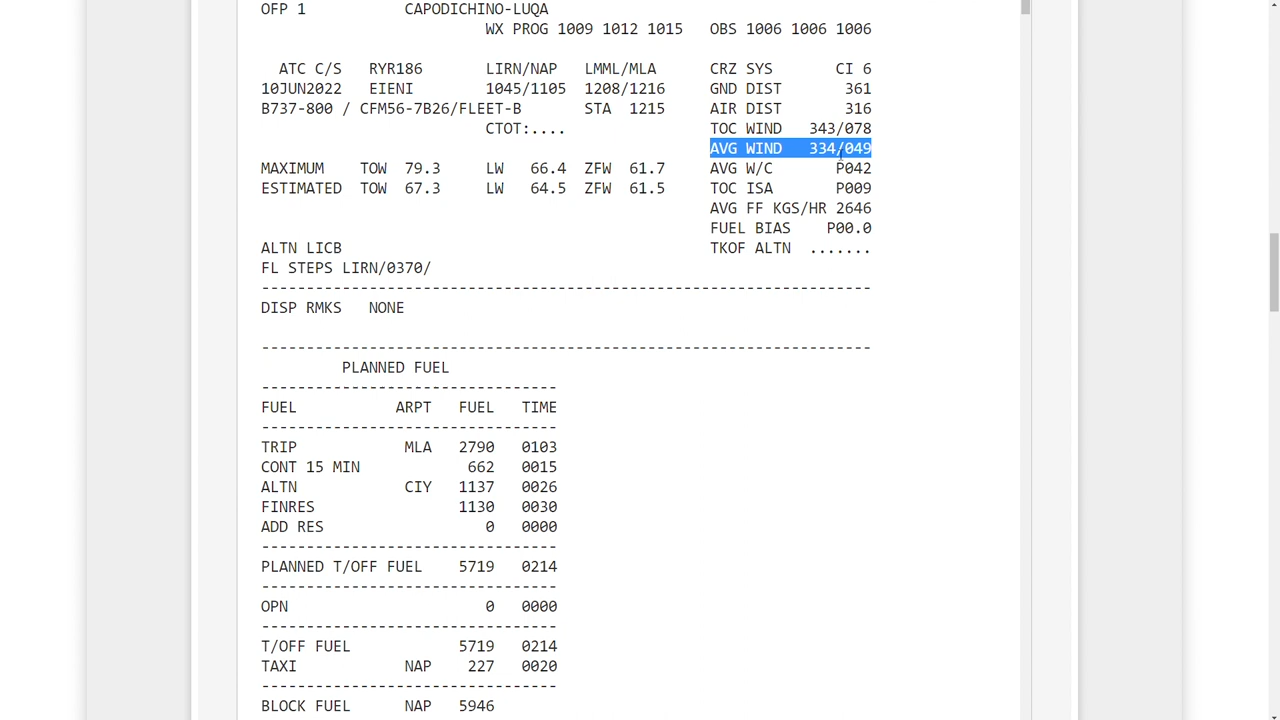 OFP 1 CAPODICHINO-LUQA
WX PROG 1009 1012 1015 OBS 1006 1006 1006
ATC C/S RYR186 LIRN/NAP LMML/MLA CRZ SYS CI 6
10JUN2022 EIENI 1045/1105 1208/1216 GND DIST 361
B737-800 / CFM56-7B26/FLEET-B STA 1215 AIR DIST 316
CTOT:.... TOC WIND 343/078
AVG WIND 334/049
MAXIMUM TOW 79.3 LW 66.4 ZFW 61.7 AVG W/C P042
ESTIMATED TOW 67.3 LW 64.5 ZFW 61.5 TOC ISA P009
AVG FF KGS/HR 2646
FUEL BIAS P00.0
ALTN LICB TKOF ALTN .......
FL STEPS LIRN/0370/
--------------------------------------------------------------------
DISP RMKS NONE
--------------------------------------------------------------------
PLANNED FUEL
---------------------------------
FUEL ARPT FUEL TIME
---------------------------------
TRIP MLA 2790 0103
CONT 15 MIN 662 0015
ALTN CIY 1137 0026
FINRES 1130 0030
ADD RES 0 0000
---------------------------------
PLANNED T/OFF FUEL 5719 0214
---------------------------------
OPN 0 0000
---------------------------------
T/OFF FUEL 5719 0214
TAXI NAP 227 0020
---------------------------------
BLOCK FUEL NAP 5946